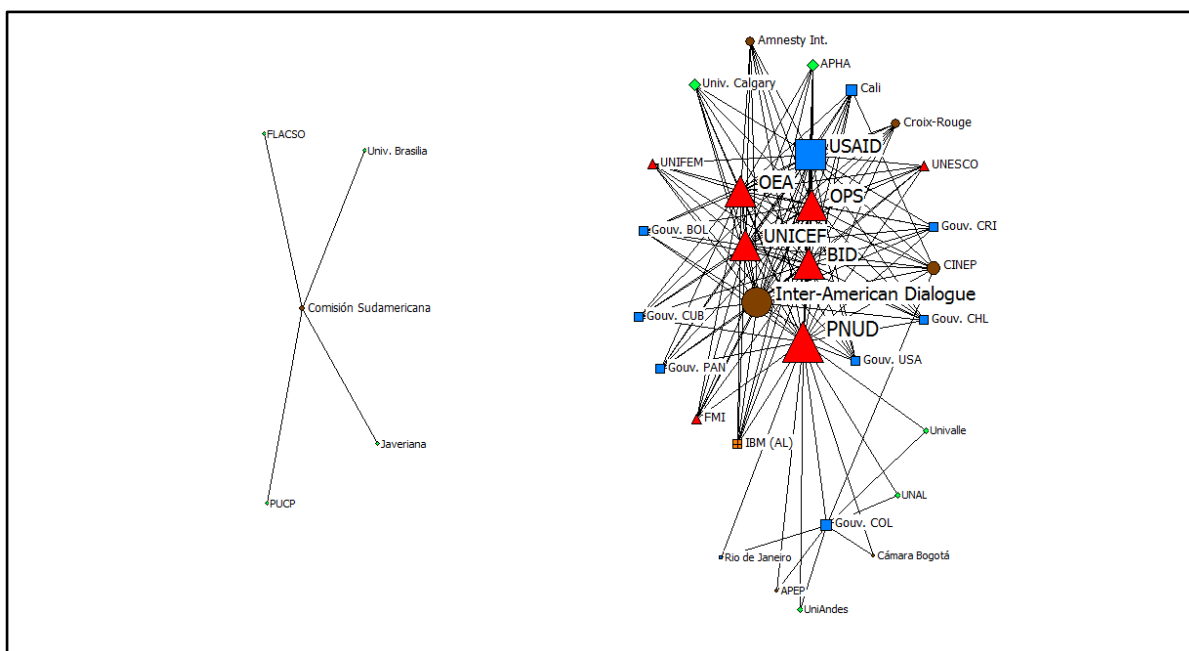 Amnesty Int.
APHA
Univ. Calgary
Cali
Croix-Rouge
FLACSO
Univ. Brasilia
USAID
UNIFEM
UNESCO
OEA
OPS
Gouv. BOL
Gouv. CRI
UNICEF
BID
CINEP
Inter-American Dialogue
Comisión Sudamericana
Gouv. CUB
Gouv. CHL
PNUD
Gouv. PAN
Gouv. USA
FMI
Univalle
IBM (AL)
Javeriana
UNAL
PUCP
Gouv. COL
Rio de Janeiro
Cámara Bogotá
APEP
UniAndes